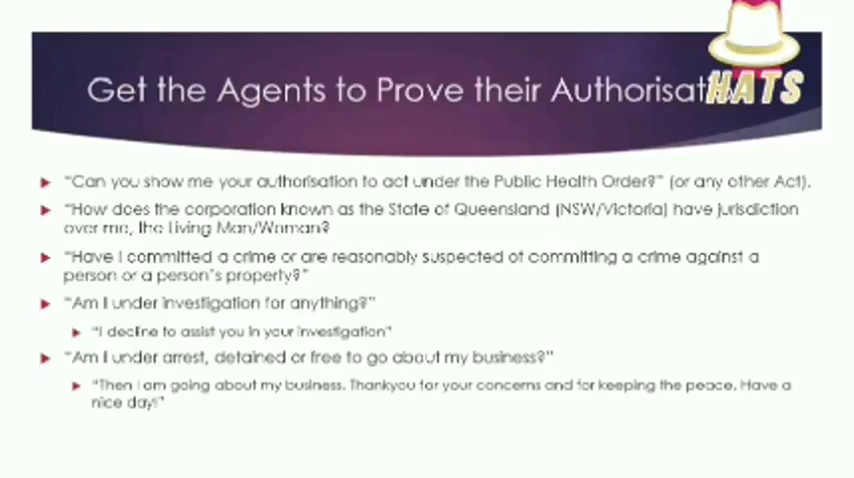 Get the Agents to Prove their Authorisat
HATS
"Can you show me your authorisation to act under the Public Health Order?" (or any other Act).
"How does the corporation known as the State of Queensland (NSW/Victoria) have jurisdiction
over me, the Living Man/Woman?
"Have I committed a crime or are reasonably suspected of committing a crime against a
person or a person's property?"
"Am I under investigation for anything?"
"I decline to assist you in your investigation"
"Am I under arrest, detained or free to go about my business?"
"Then I am going about my business. Thankyou for your concerns and for keeping the peace. Have a
nice day!"